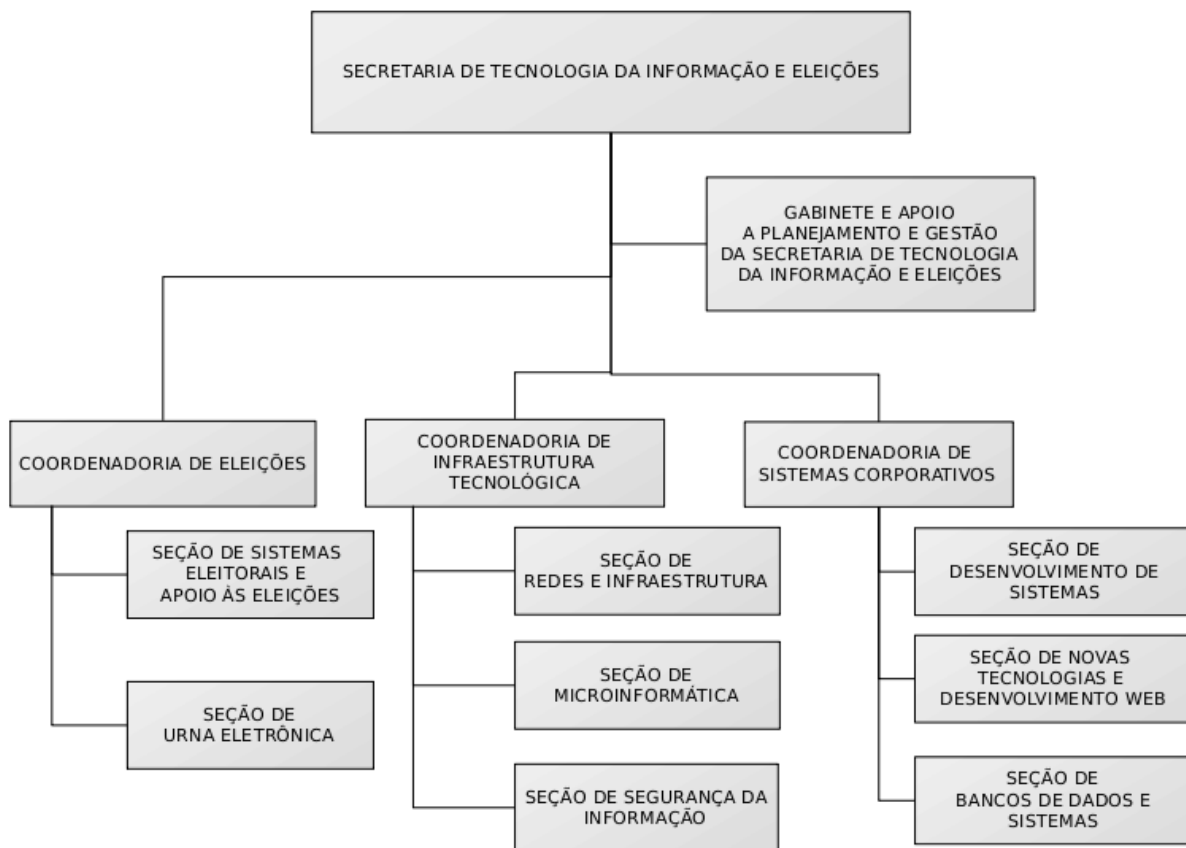 SECRETARIA DE TECNOLOGIA DA INFORMAÇÃO E ELEIÇÕES
GABINETE E APOIO
A PLANEJAMENTO E GESTÃO
DA SECRETARIA DE TECNOLOGIA
DA INFORMAÇÃO E ELEIÇÕES
COORDENADORIA DE ELEIÇÕES
SEÇÃO DE SISTEMAS
ELEITORAIS E
APOIO ÀS ELEIÇÕES
SEÇÃO DE
URNA ELETRÔNICA
COORDENADORIA DE
INFRAESTRUTURA
TECNOLÓGICA
SEÇÃO DE
REDES E INFRAESTRUTURA
SEÇÃO DE
MICROINFORMÁTICA
SEÇÃO DE SEGURANÇA DA
INFORMAÇÃO
COORDENADORIA DE
SISTEMAS CORPORATIVOS
SEÇÃO DE
DESENVOLVIMENTO DE
SISTEMAS
SEÇÃO DE NOVAS
TECNOLOGIAS E
DESENVOLVIMENTO WEB
SEÇÃO DE
BANCOS DE DADOS E
SISTEMAS